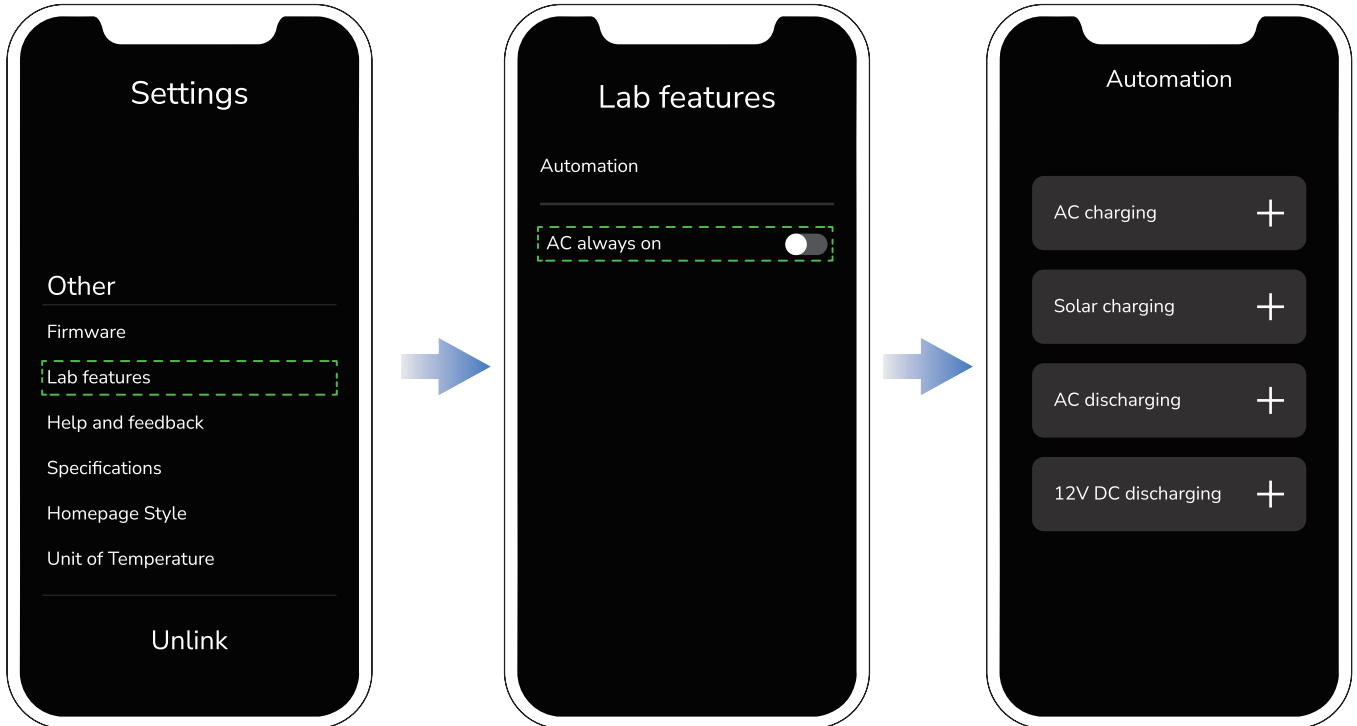 Settings
Other
Firmware
Lab features
Help and feedback
Specifications
Homepage Style
Unit of Temperature
Unlink
Lab features
Automation
AC always on
Automation
AC charging
Solar charging
AC discharging
12V DC discharging